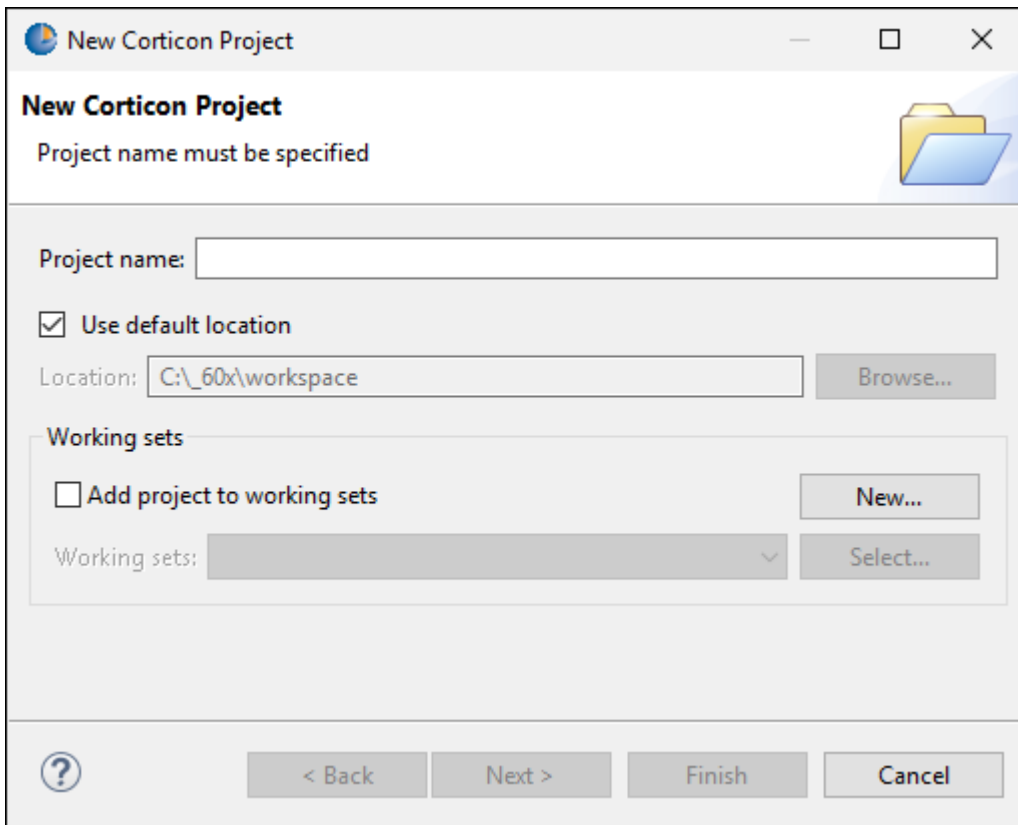 New Corticon Project
New Corticon Project
Project name must be specified
Project name:
Use default location
Location: C:\_60x\workspace Browse...
Working sets
Add project to working sets New...
Working sets: Select...
? < Back Next > Finish Cancel